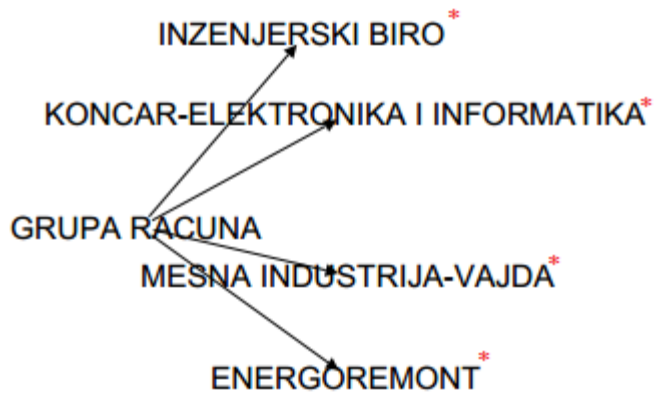 INZENJERSKI BIRO *
KONCAR-ELEKTRONIKA I INFORMATIKA*
GRUPA RACUNA
MESNA INDUSTRIJA-VAJDA*
ENERGOREMONT*